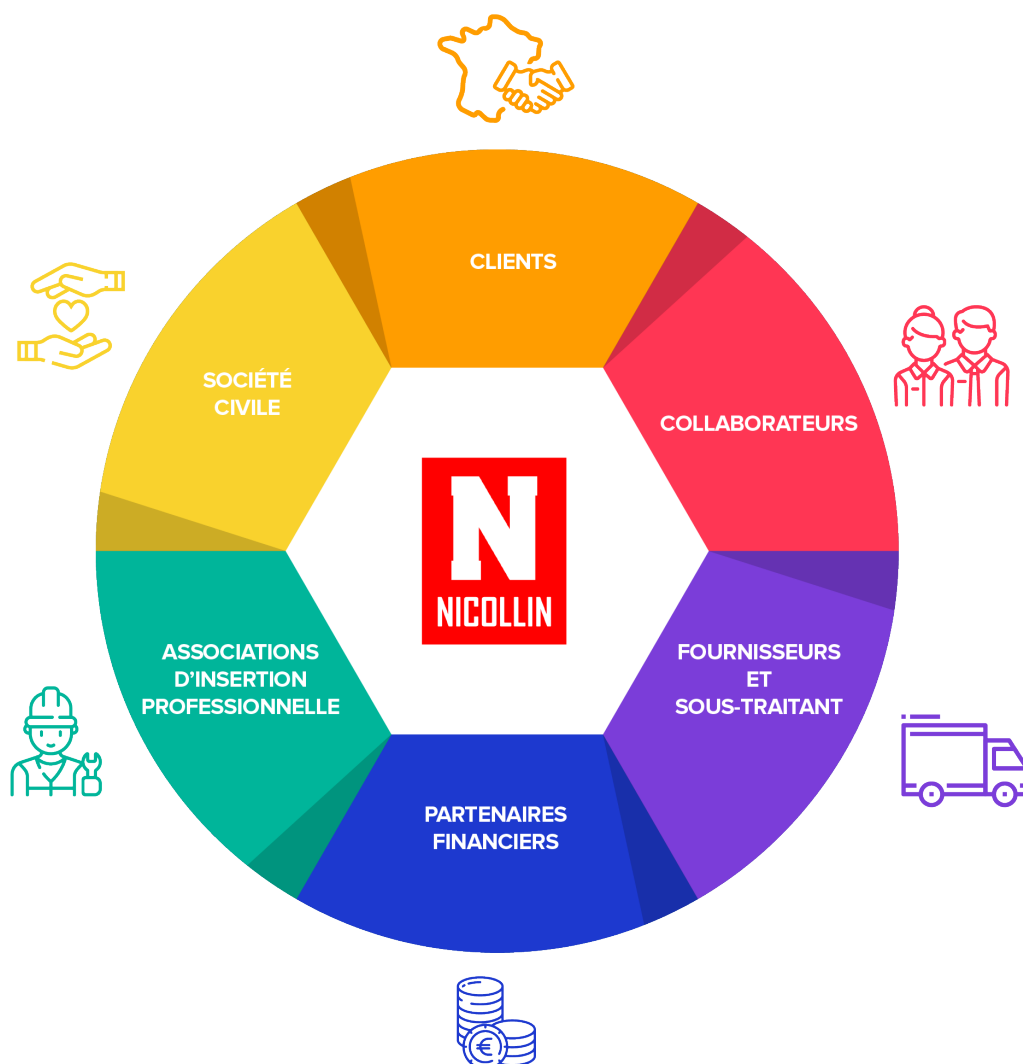 CLIENTS
COLLABORATEURS
FOURNISSEURS
ET
SOUS-TRAITANT
PARTENAIRES
FINANCIERS
ASSOCIATIONS
D'INSERTION
PROFESSIONNELLE
SOCIÉTÉ
CIVILE
N
NICOLLIN
€